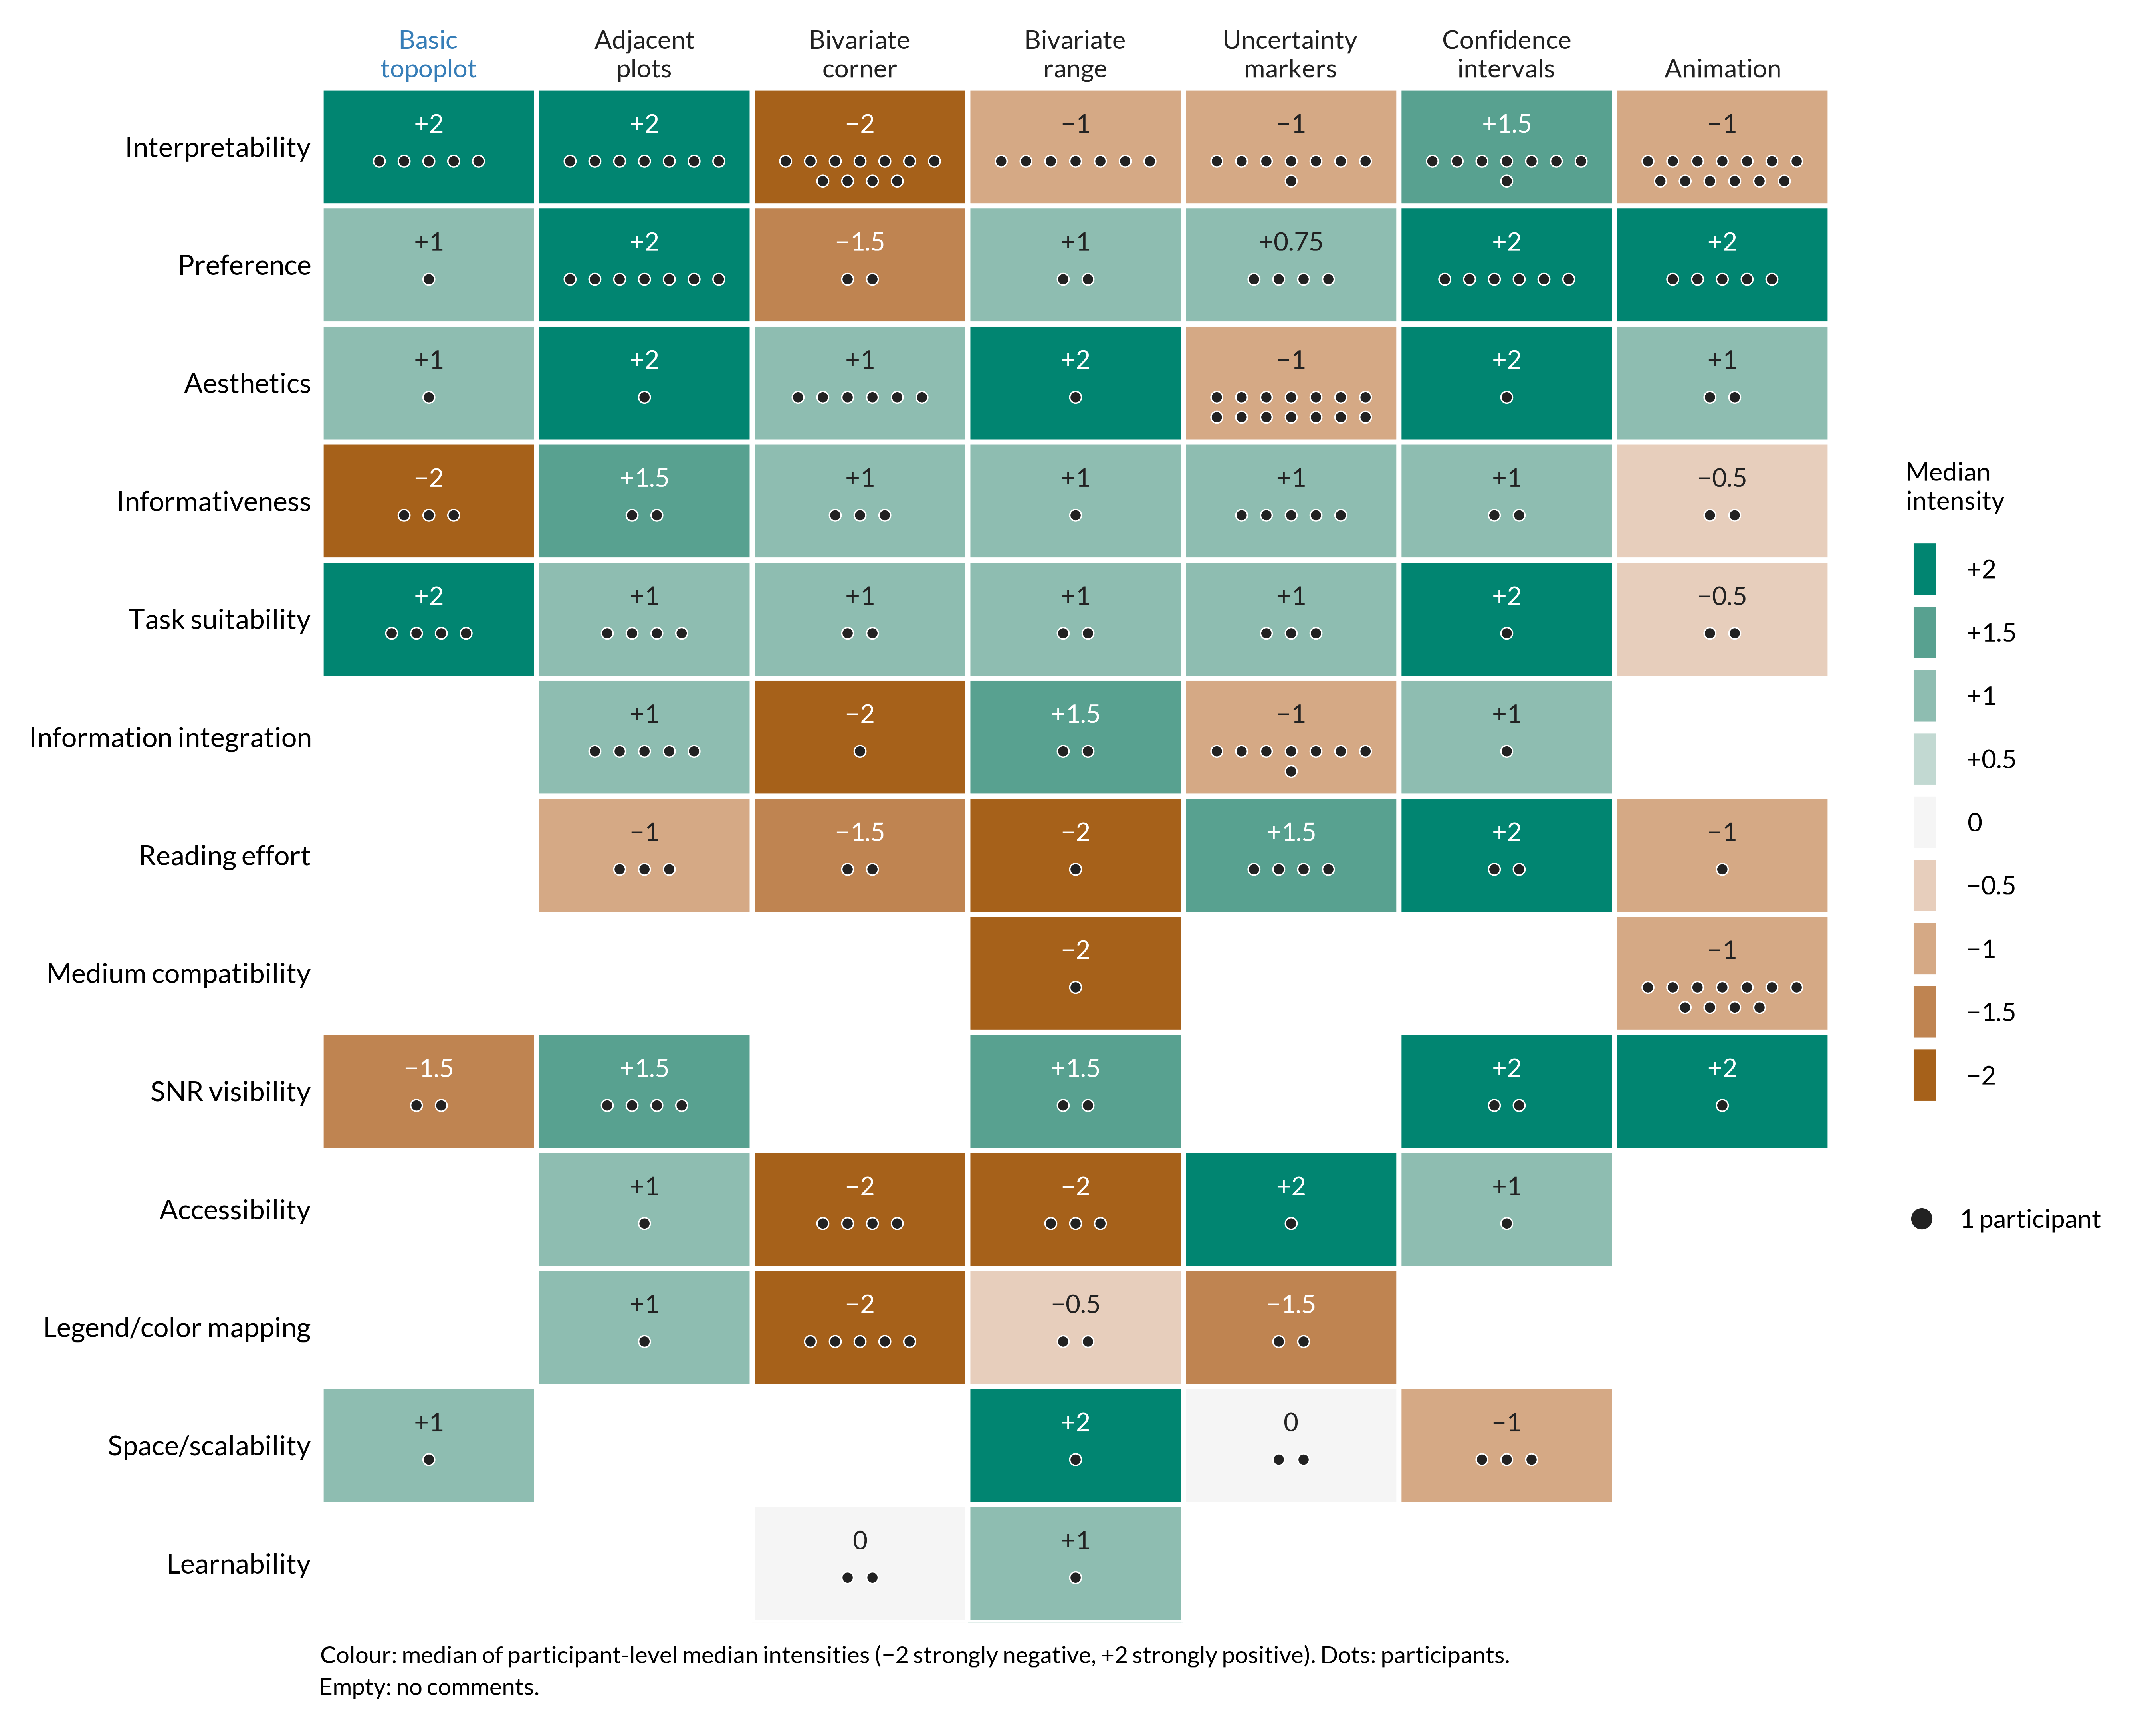 Basic
topoplot
Adjacent
plots
Bivariate
corner
Bivariate
range
Uncertainty
markers
Confidence
intervals
Animation
Interpretability +2 +2 −2 −1 −1 +1.5 −1
Preference +1 +2 −1.5 +1 +0.75 +2 +2
Aesthetics +1 +2 +1 +2 −1 +2 +1
Informativeness −2 +1.5 +1 +1 +1 +1 −0.5
Task suitability +2 +1 +1 +1 +1 +2 −0.5
Information integration +1 −2 +1.5 −1 +1
Reading effort −1 −1.5 −2 +1.5 +2 −1
Medium compatibility −2 −1
SNR visibility −1.5 +1.5 +1.5 +2 +2
Accessibility +1 −2 −2 +2 +1
Legend/color mapping +1 −2 −0.5 −1.5
Space/scalability +1 +2 0 −1
Learnability 0 +1
Median
intensity
+2
+1.5
+1
+0.5
0
−0.5
−1
−1.5
−2
1 participant
Colour: median of participant-level median intensities (−2 strongly negative, +2 strongly positive). Dots: participants.
Empty: no comments.